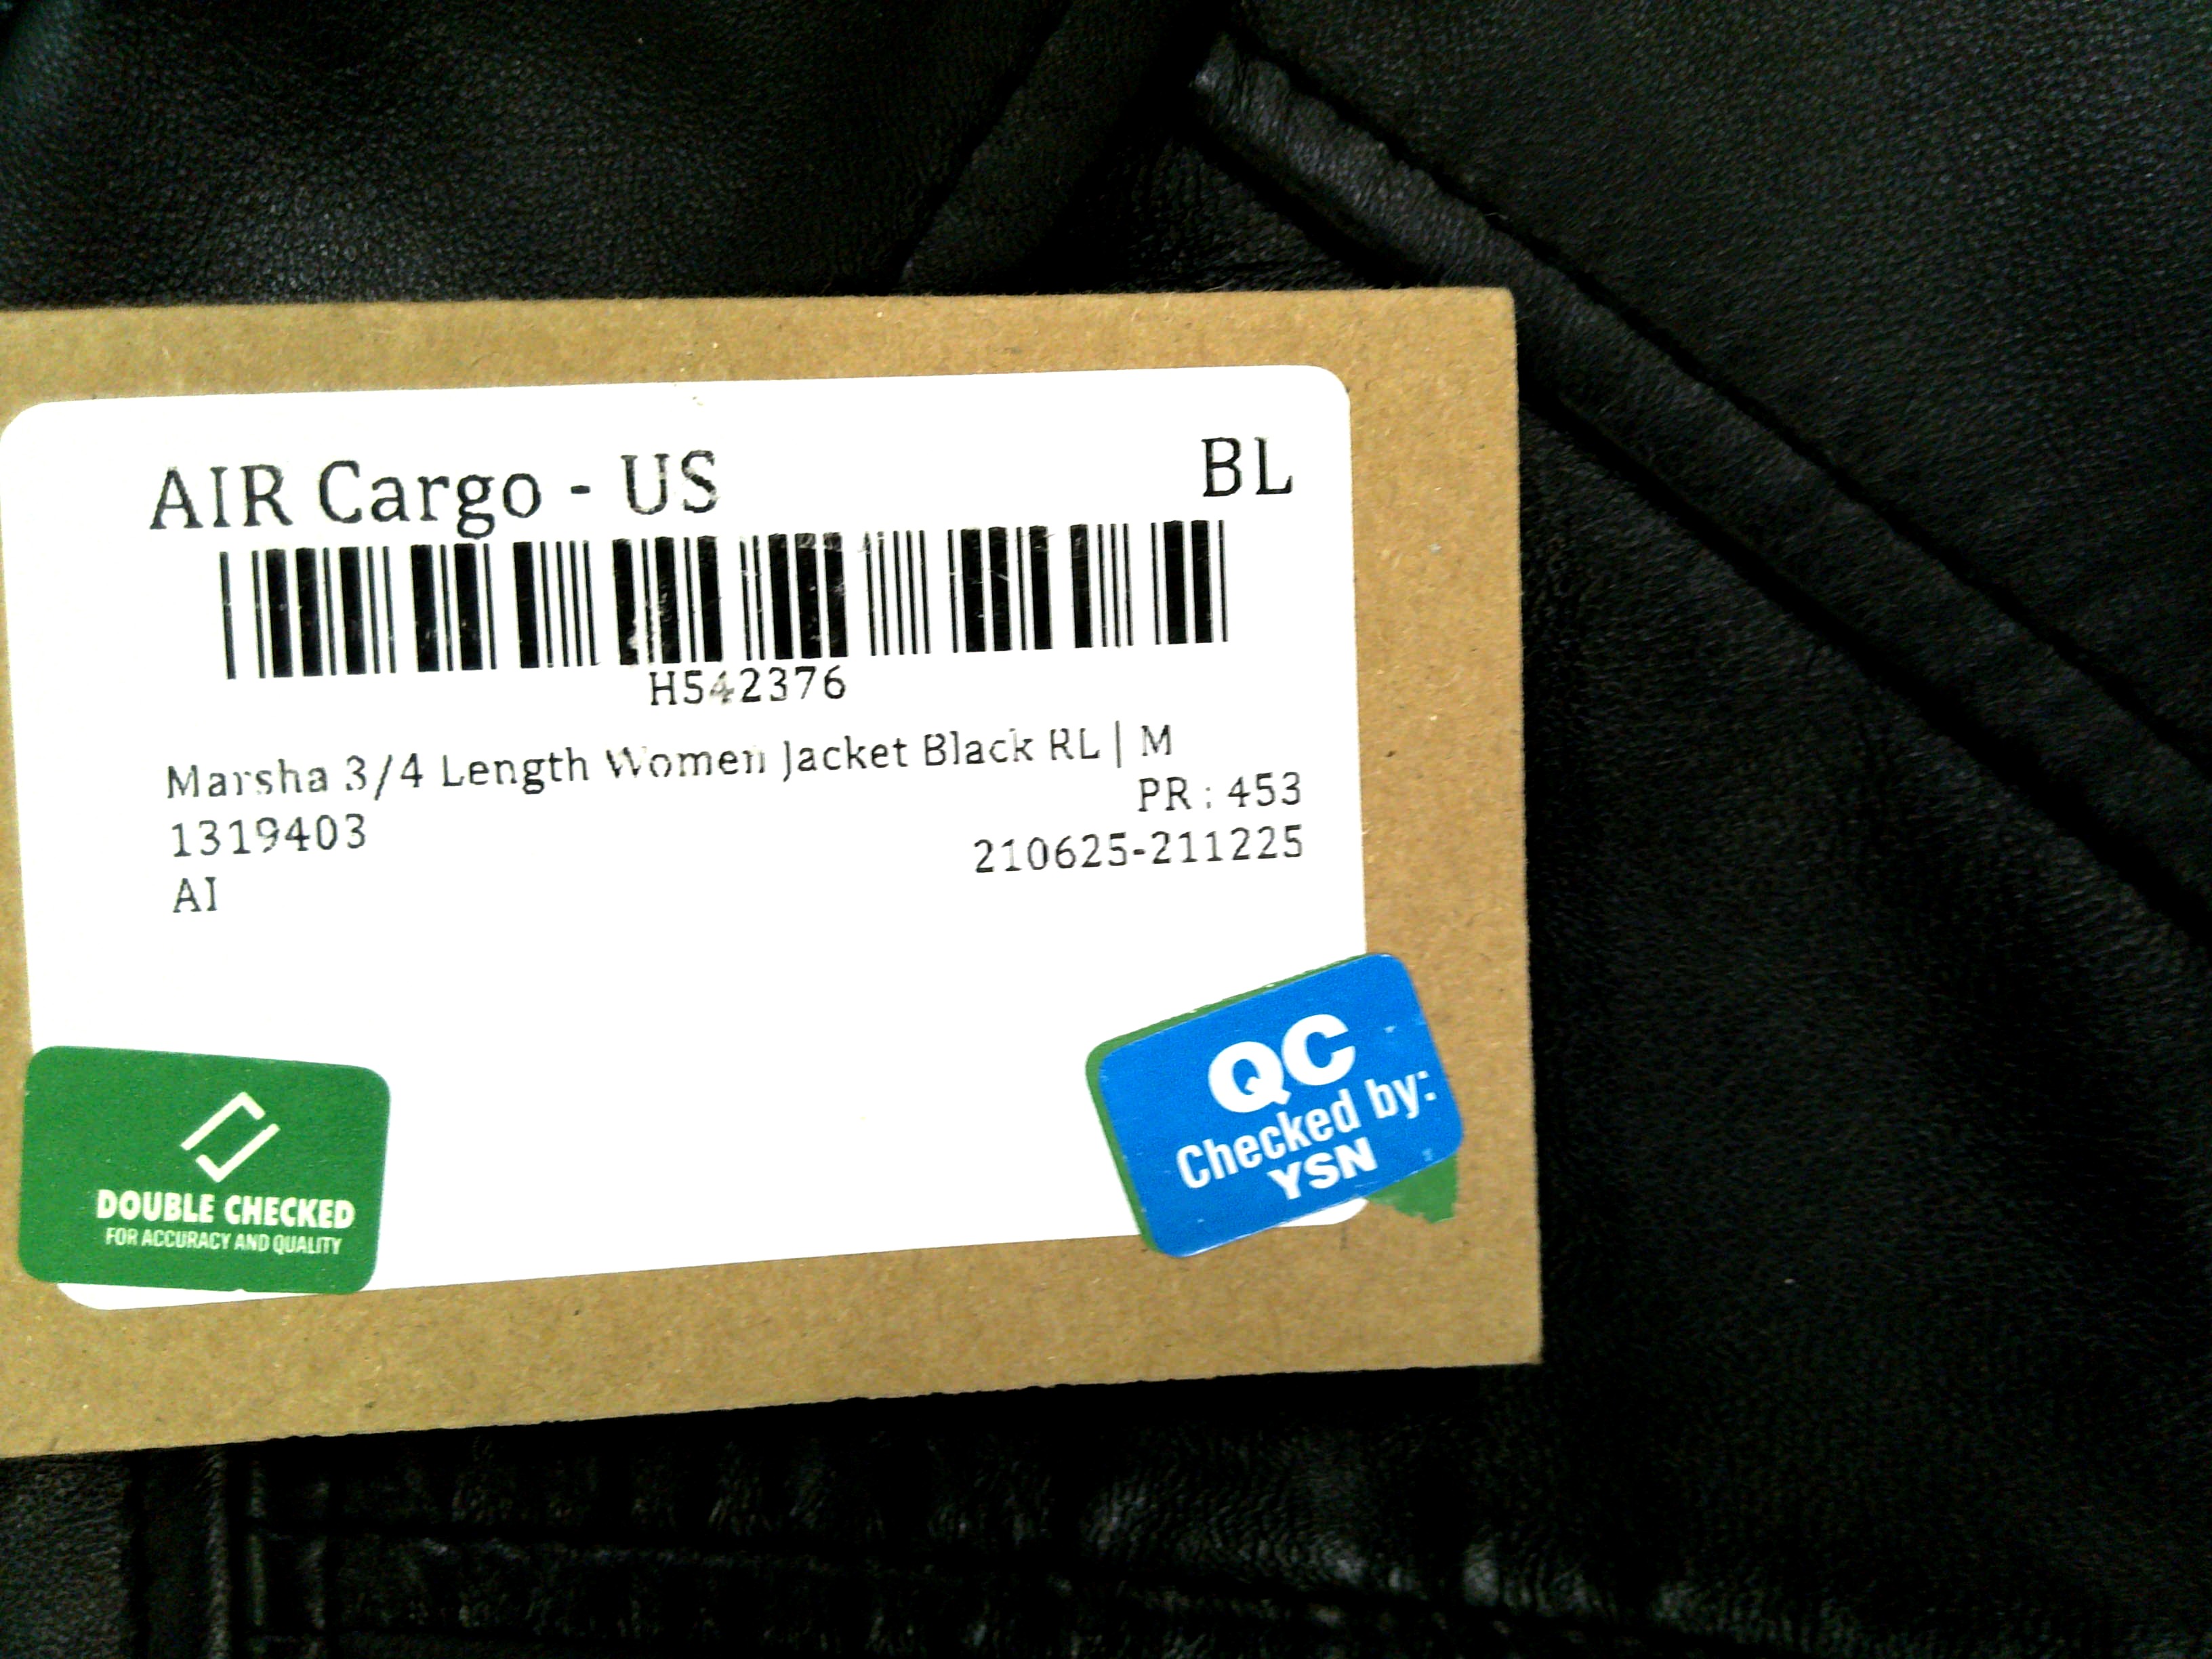 AIR Cargo - US BL
H542376
Marsha 3/4 Length Women Jacket Black RL | M
PR : 453
1319403
210625-211225
AI
DOUBLE CHECKED
FOR ACCURACY AND QUALITY
QC
Checked by:
YSN